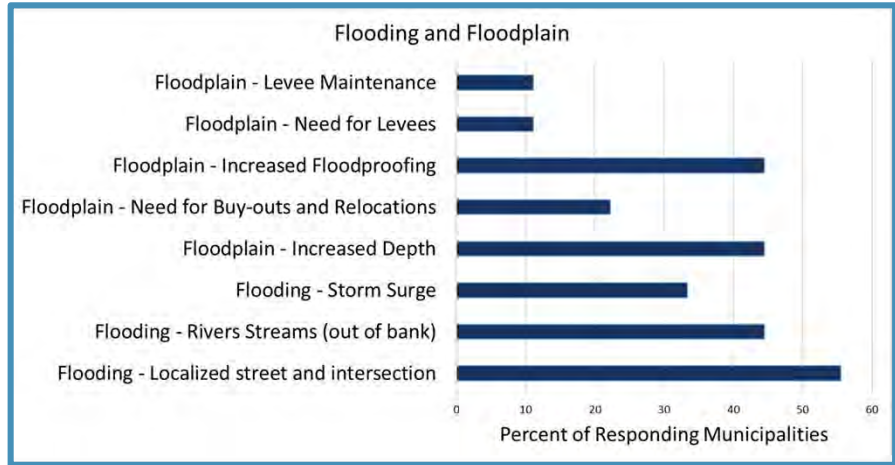 Flooding and Floodplain
Floodplain - Levee Maintenance
Floodplain - Need for Levees
Floodplain - Increased Floodproofing
Floodplain - Need for Buy-outs and Relocations
Floodplain - Increased Depth
Flooding - Storm Surge
Flooding - Rivers Streams (out of bank)
Flooding - Localized street and intersection
0 10 20 30 40 50 60
Percent of Responding Municipalities